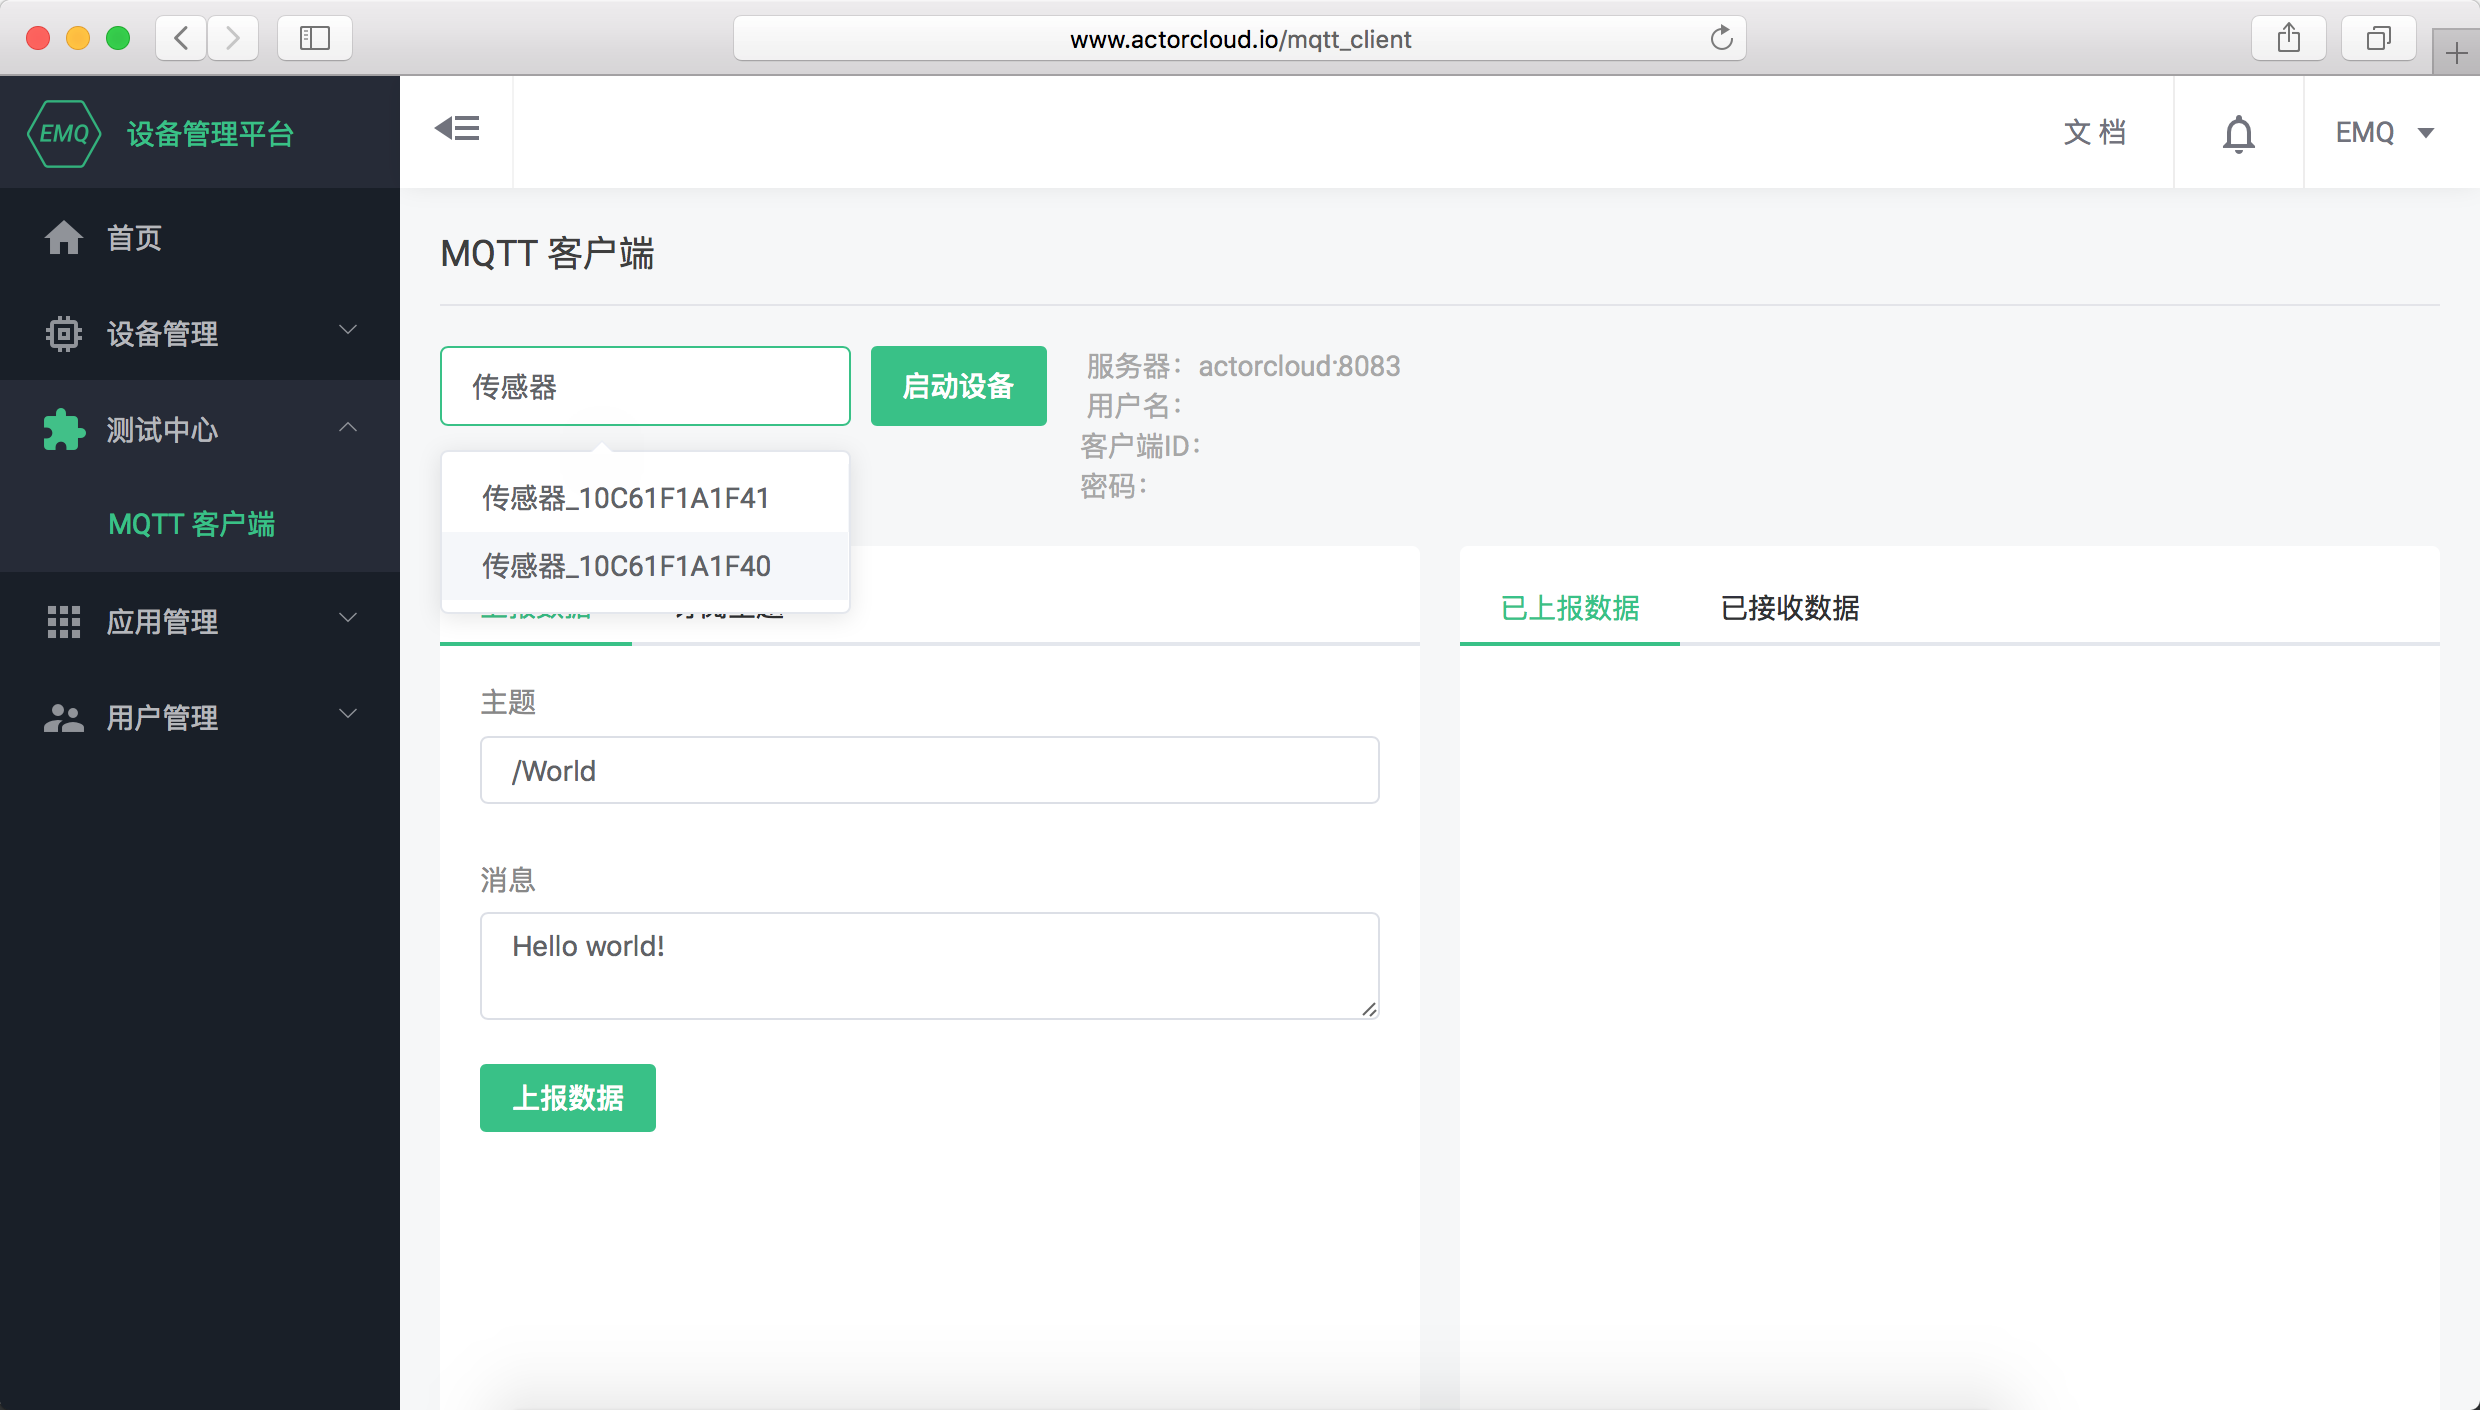 www.actorcloud.io/mqtt_client
EMQ 设备管理平台
文 档
EMQ
首页
设备管理
测试中心
MQTT 客户端
应用管理
用户管理
MQTT 客户端
传感器
启动设备
服务器：actorcloud:8083
用户名：
客户端ID：
密码：
传感器_10C61F1A1F41
传感器_10C61F1A1F40
已上报数据 已接收数据
主题
/World
消息
Hello world!
上报数据